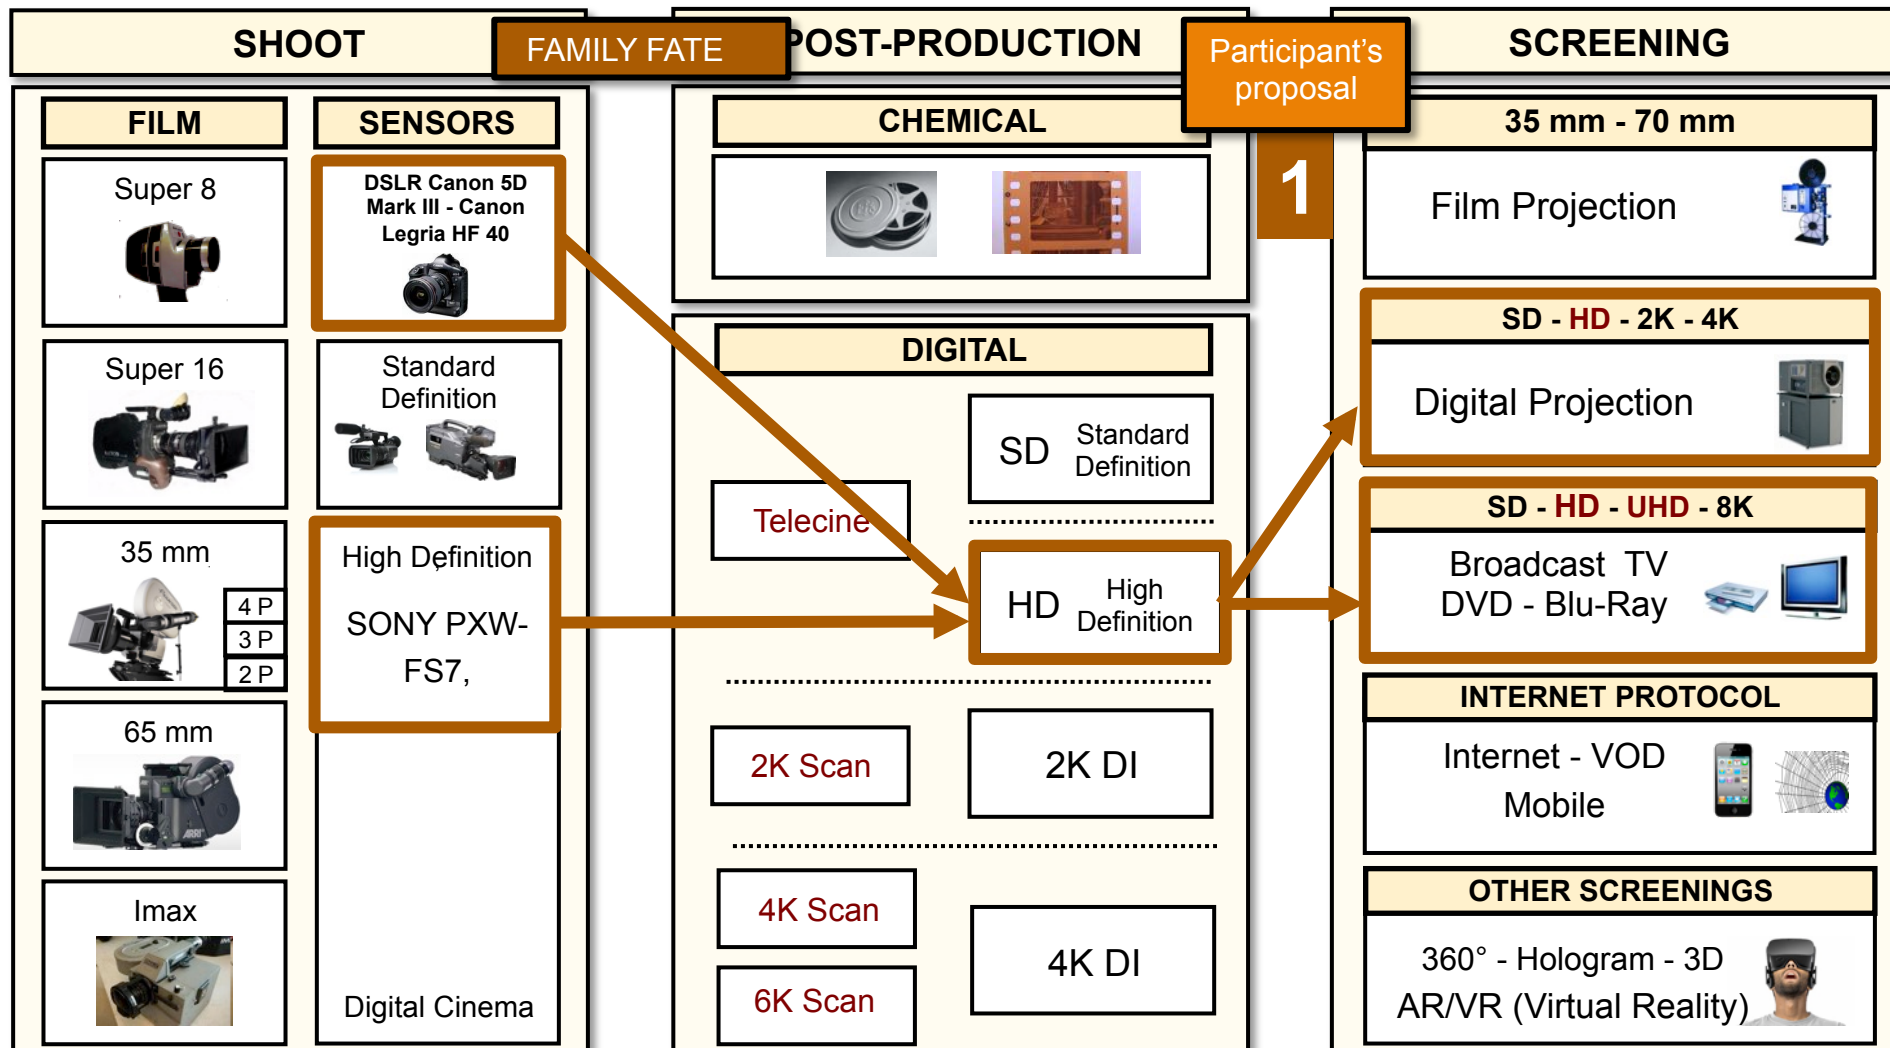 SHOOT
FAMILY FATE
POST-PRODUCTION
Participant's
proposal
SCREENING
FILM
SENSORS
Super 8
DSLR Canon 5D
Mark III - Canon
Legria HF 40
Super 16
Standard
Definition
35 mm
4 P
3 P
2 P
High Definition
SONY PXW-
FS7,
65 mm
ARRI
Imax
Digital Cinema
CHEMICAL
1
DIGITAL
SD
Standard
Definition
Telecine
HD
High
Definition
2K Scan
2K DI
4K Scan
4K DI
6K Scan
35 mm - 70 mm
Film Projection
SD - HD - 2K - 4K
Digital Projection
SD - HD - UHD - 8K
Broadcast TV
DVD - Blu-Ray
INTERNET PROTOCOL
Internet - VOD
Mobile
OTHER SCREENINGS
360° - Hologram - 3D
AR/VR (Virtual Reality)